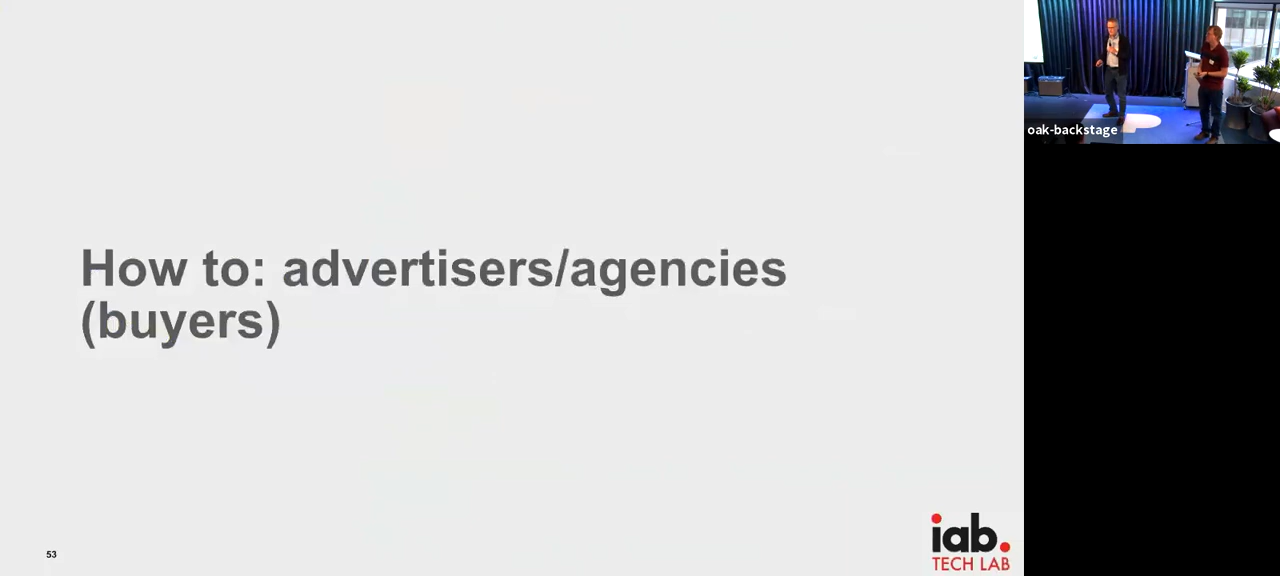 oak-backstage
How to: advertisers/agencies
(buyers)
53
iab.
TECH LAB